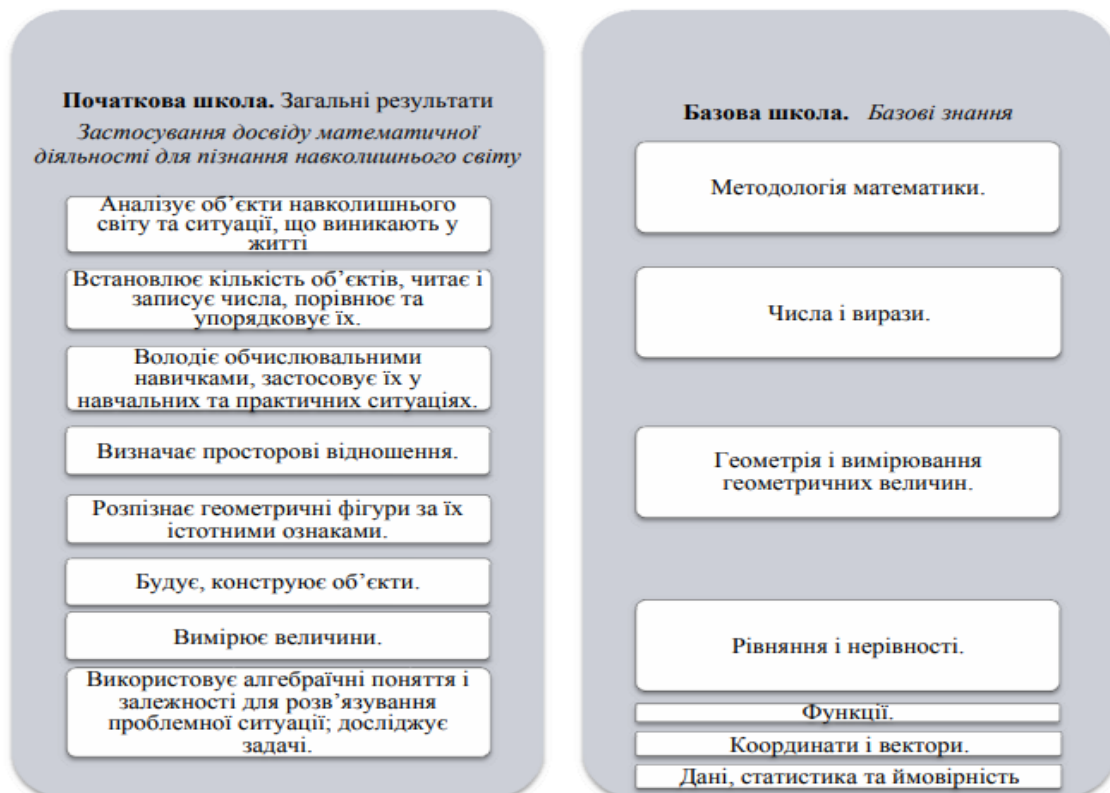 Початкова школа. Загальні результати
Застосування досвіду математичної
діяльності для пізнання навколишнього світу
Аналізує об’єкти навколишнього
світу та ситуації, що виникають у
житті
Встановлює кількість об’єктів, читає і
записує числа, порівнює та
упорядковує їх.
Володіє обчислювальними
навичками, застосовує їх у
навчальних та практичних ситуаціях.
Визначає просторові відношення.
Розпізнає геометричні фігури за їх
істотними ознаками.
Будує, конструює об’єкти.
Вимірює величини.
Використовує алгебраїчні поняття і
залежності для розв’язування
проблемної ситуації; досліджує
задачі.
Базова школа. Базові знання
Методологія математики.
Числа і вирази.
Геометрія і вимірювання
геометричних величин.
Рівняння і нерівності.
Функції.
Координати і вектори.
Дані, статистика та ймовірність